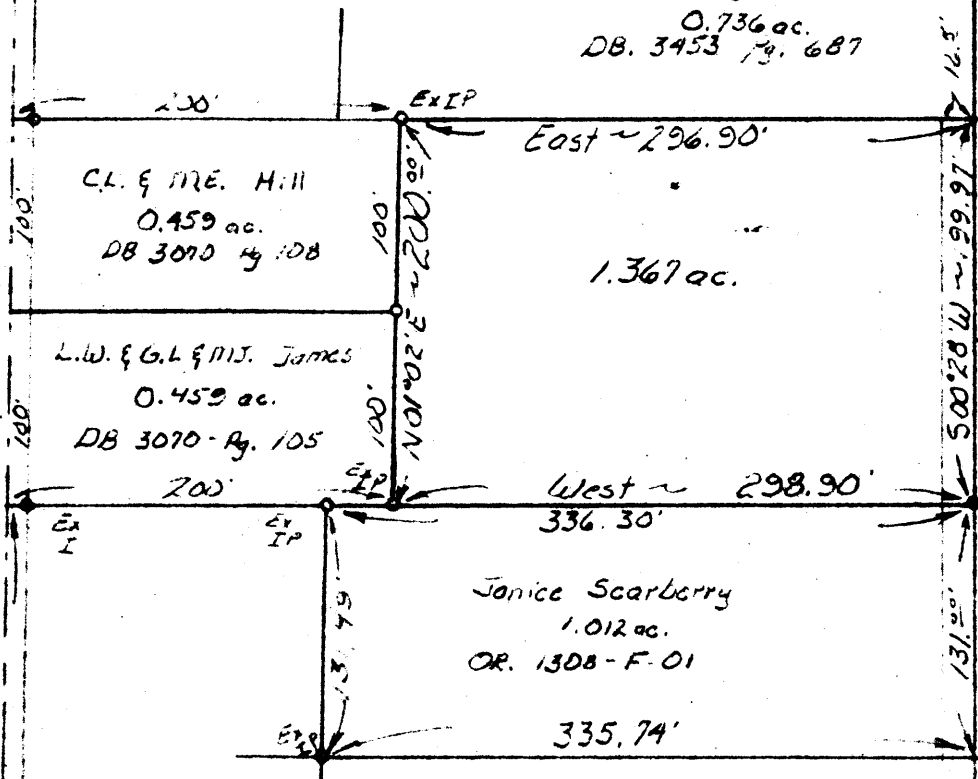 0.736 ac.
DB. 3453 Pg. 687
16.5'
200'
Ex IP
East ~ 296.90'
C.L. & M.E. Hill
0.459 ac.
DB 3070 Pg 108
100'
100'
N01°02'E ~ 200.00'
1.367 ac.
S00°28'W ~ 199.97'
L.W. & G.L & M.J. James
0.459 ac.
DB 3070 - Pg. 105
100'
100'
200'
Ex IP
West ~ 298.90'
Ex I
Ex IP
336.30'
Janice Scarberry
1.012 ac.
OR. 130B - F-01
131.00'
Ex IP
335.74'